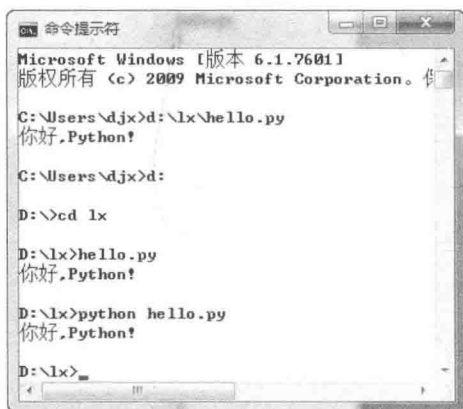 命令提示符
Microsoft Windows [版本 6.1.7601]
版权所有 (c) 2009 Microsoft Corporation。
C:\Users\djx>d:\lx\hello.py
你好,Python!
C:\Users\djx>d:
D:\>cd lx
D:\lx>hello.py
你好,Python!
D:\lx>python hello.py
你好,Python!
D:\lx>_